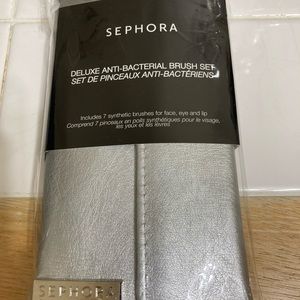 SEPHORA
DELUXE ANTI-BACTERIAL BRUSH SET
SET DE PINCEAUX ANTI-BACTÉRIENS
Includes 7 synthetic brushes for face, eye and lip
Comprend 7 pinceaux en poils synthétiques pour le visage,
les yeux et les lèvres
SEPHORA